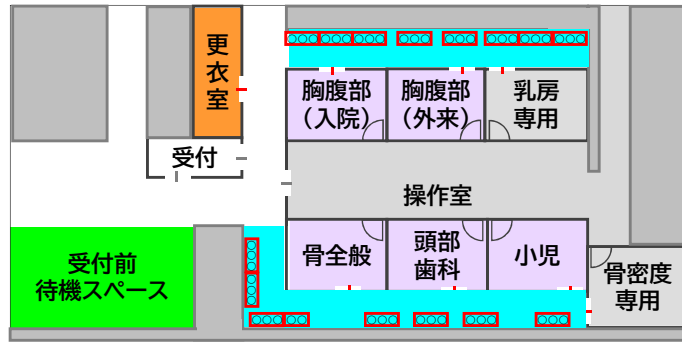 更
衣
室
胸腹部
（入院）
胸腹部
（外来）
乳房
専用
受付
操作室
受付前
待機スペース
骨全般
頭部
歯科
小児
骨密度
専用